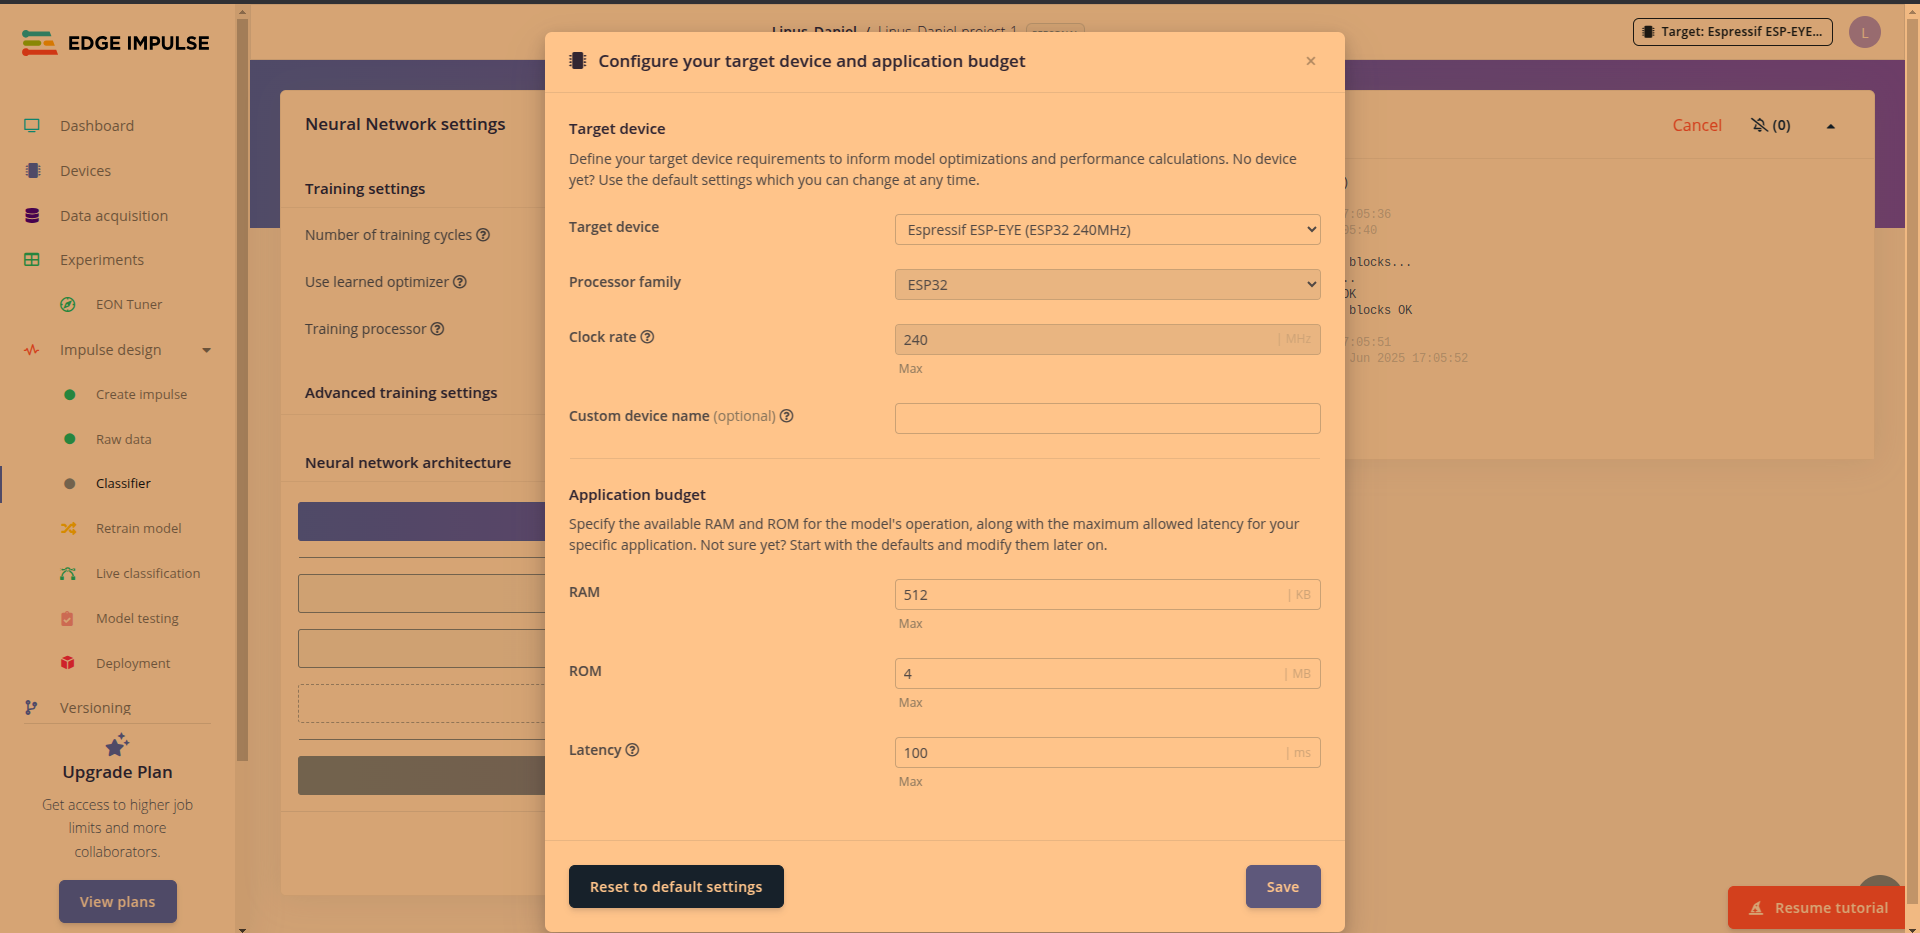 EDGE IMPULSE
Linus-Daniel / Linus-Daniel-project-1
Target: Espressif ESP-EYE...
L
Dashboard
Devices
Data acquisition
Experiments
EON Tuner
Impulse design
Create impulse
Raw data
Classifier
Retrain model
Live classification
Model testing
Deployment
Versioning
Upgrade Plan
Get access to higher job
limits and more
collaborators.
View plans
Neural Network settings
Training settings
Number of training cycles ?
Use learned optimizer ?
Training processor ?
Advanced training settings
Neural network architecture
Configure your target device and application budget
×
Target device
Define your target device requirements to inform model optimizations and performance calculations. No device
yet? Use the default settings which you can change at any time.
Target device
Espressif ESP-EYE (ESP32 240MHz)
Processor family
ESP32
Clock rate ?
240 | MHz
Max
Custom device name (optional) ?
Application budget
Specify the available RAM and ROM for the model's operation, along with the maximum allowed latency for your
specific application. Not sure yet? Start with the defaults and modify them later on.
RAM
512 | KB
Max
ROM
4 | MB
Max
Latency ?
100 | ms
Max
Reset to default settings
Save
Cancel
(0)
)
7:05:36
05:40
blocks...
..
OK
blocks OK
7:05:51
Jun 2025 17:05:52
Resume tutorial